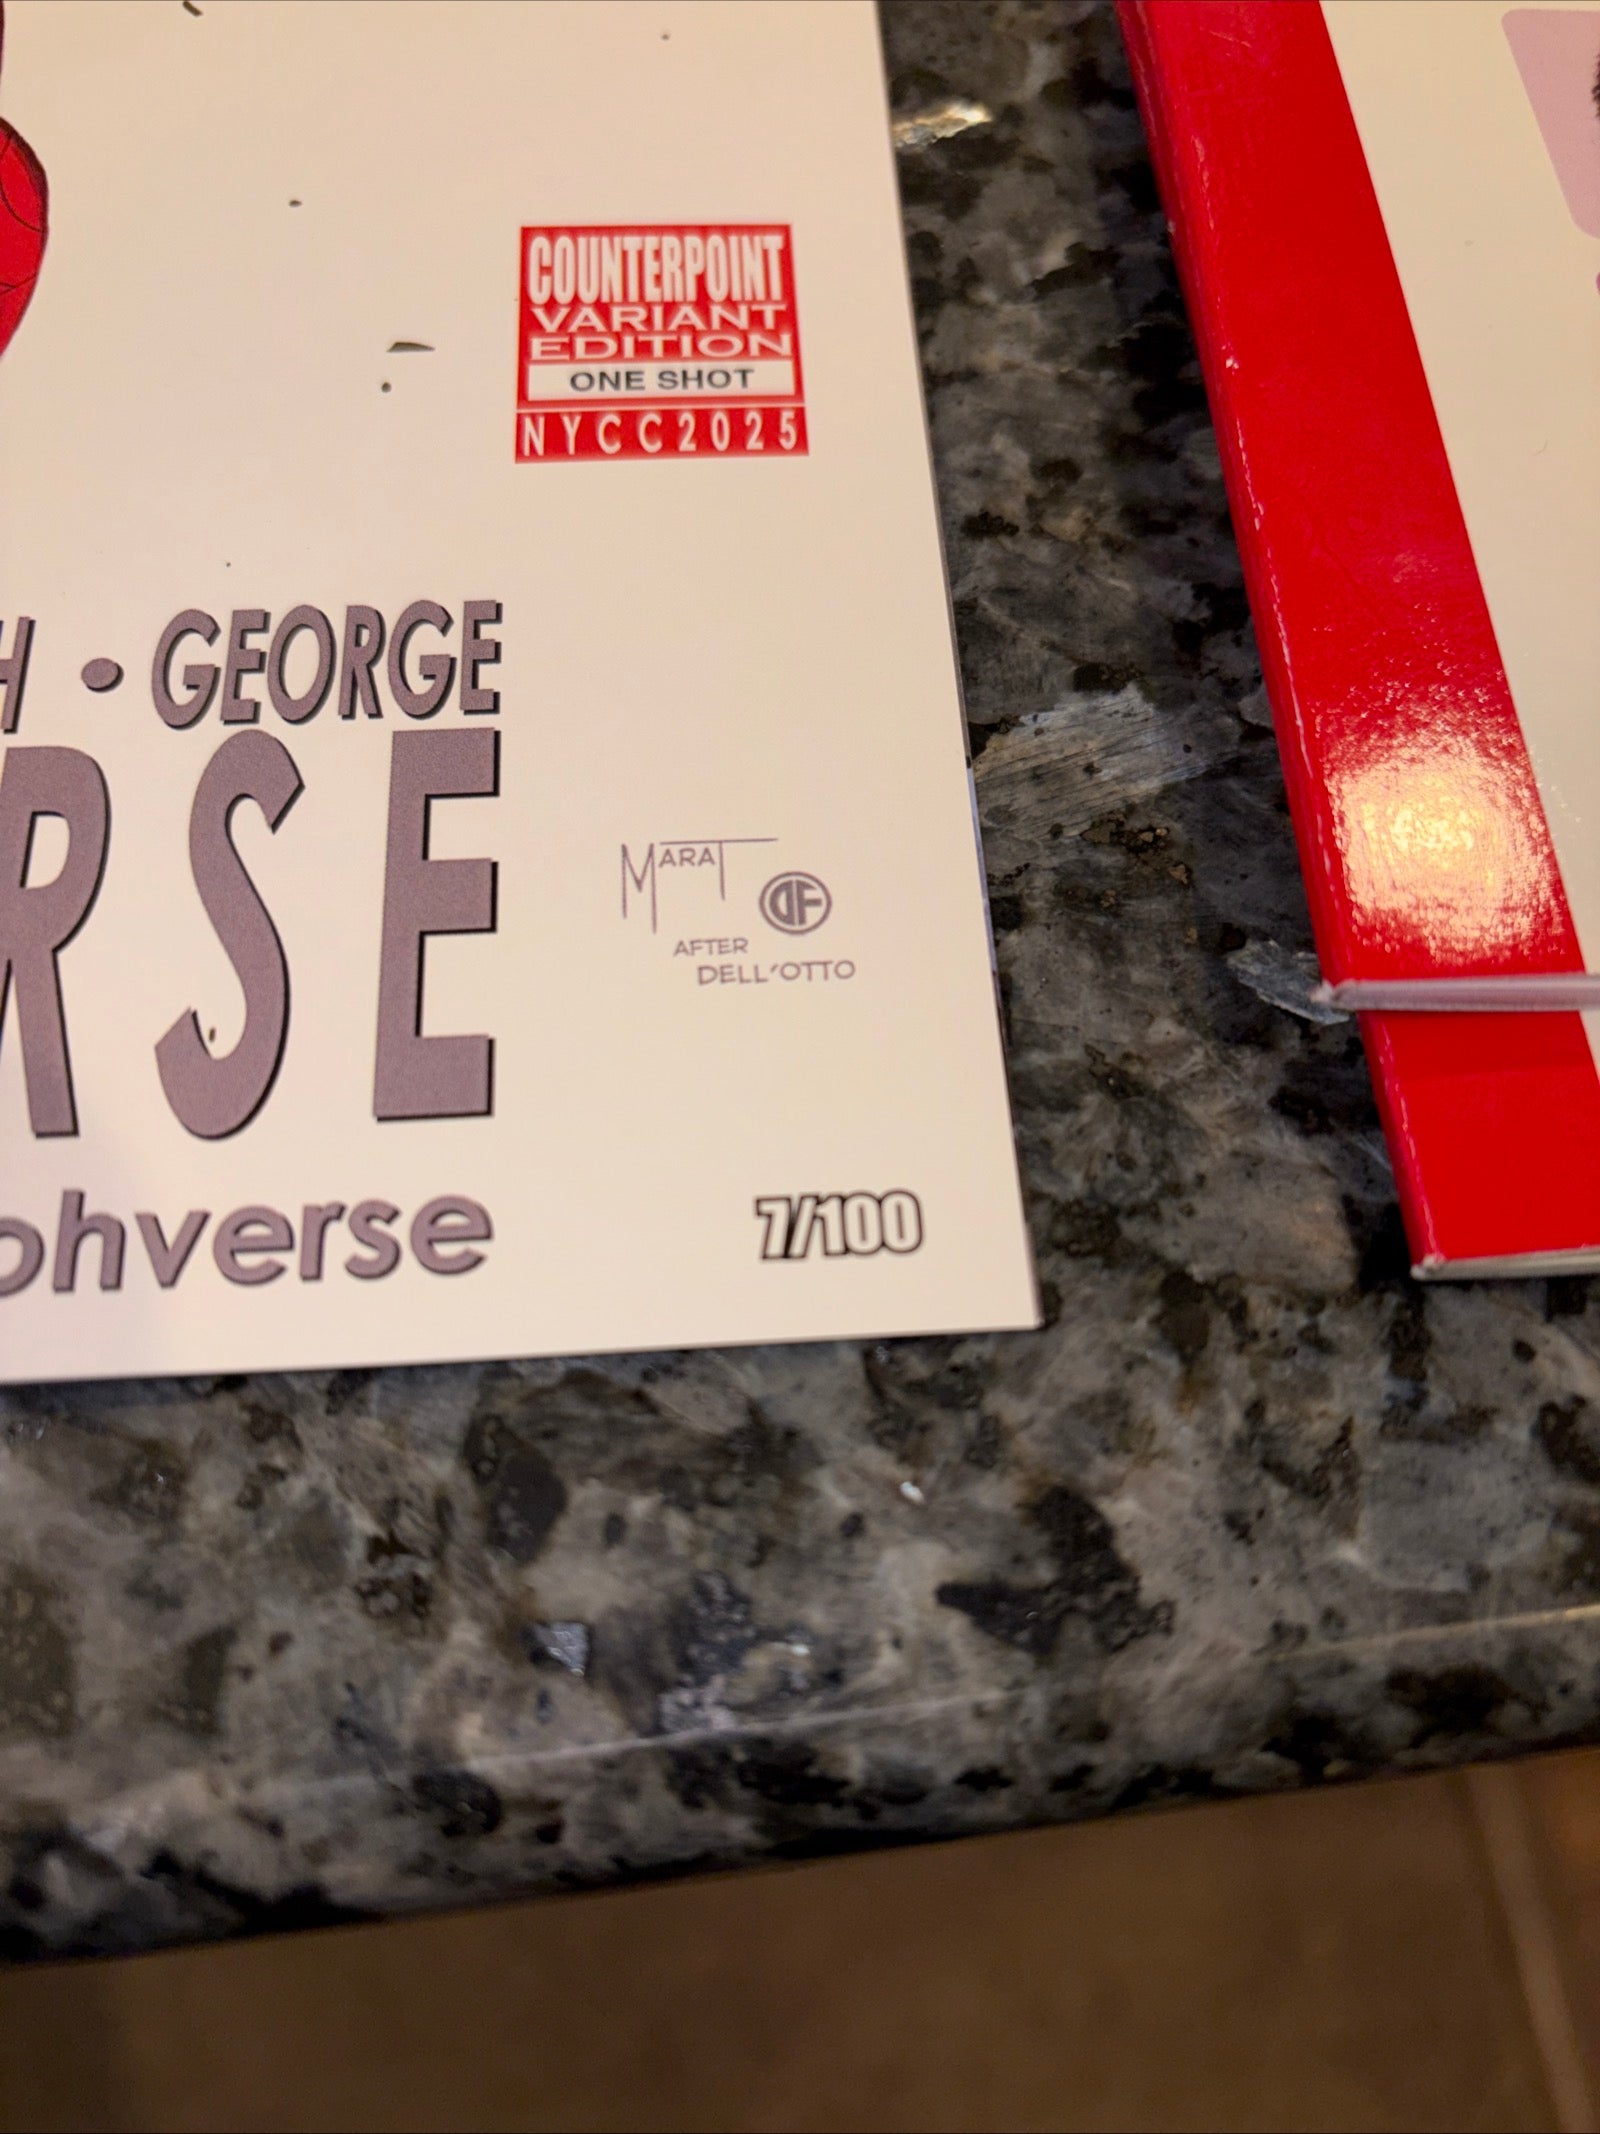 COUNTERPOINT
VARIANT
EDITION
ONE SHOT
NYCC2025
H • GEORGE
RSE
MARAT
DF
AFTER
DELL'OTTO
ohverse
7/100